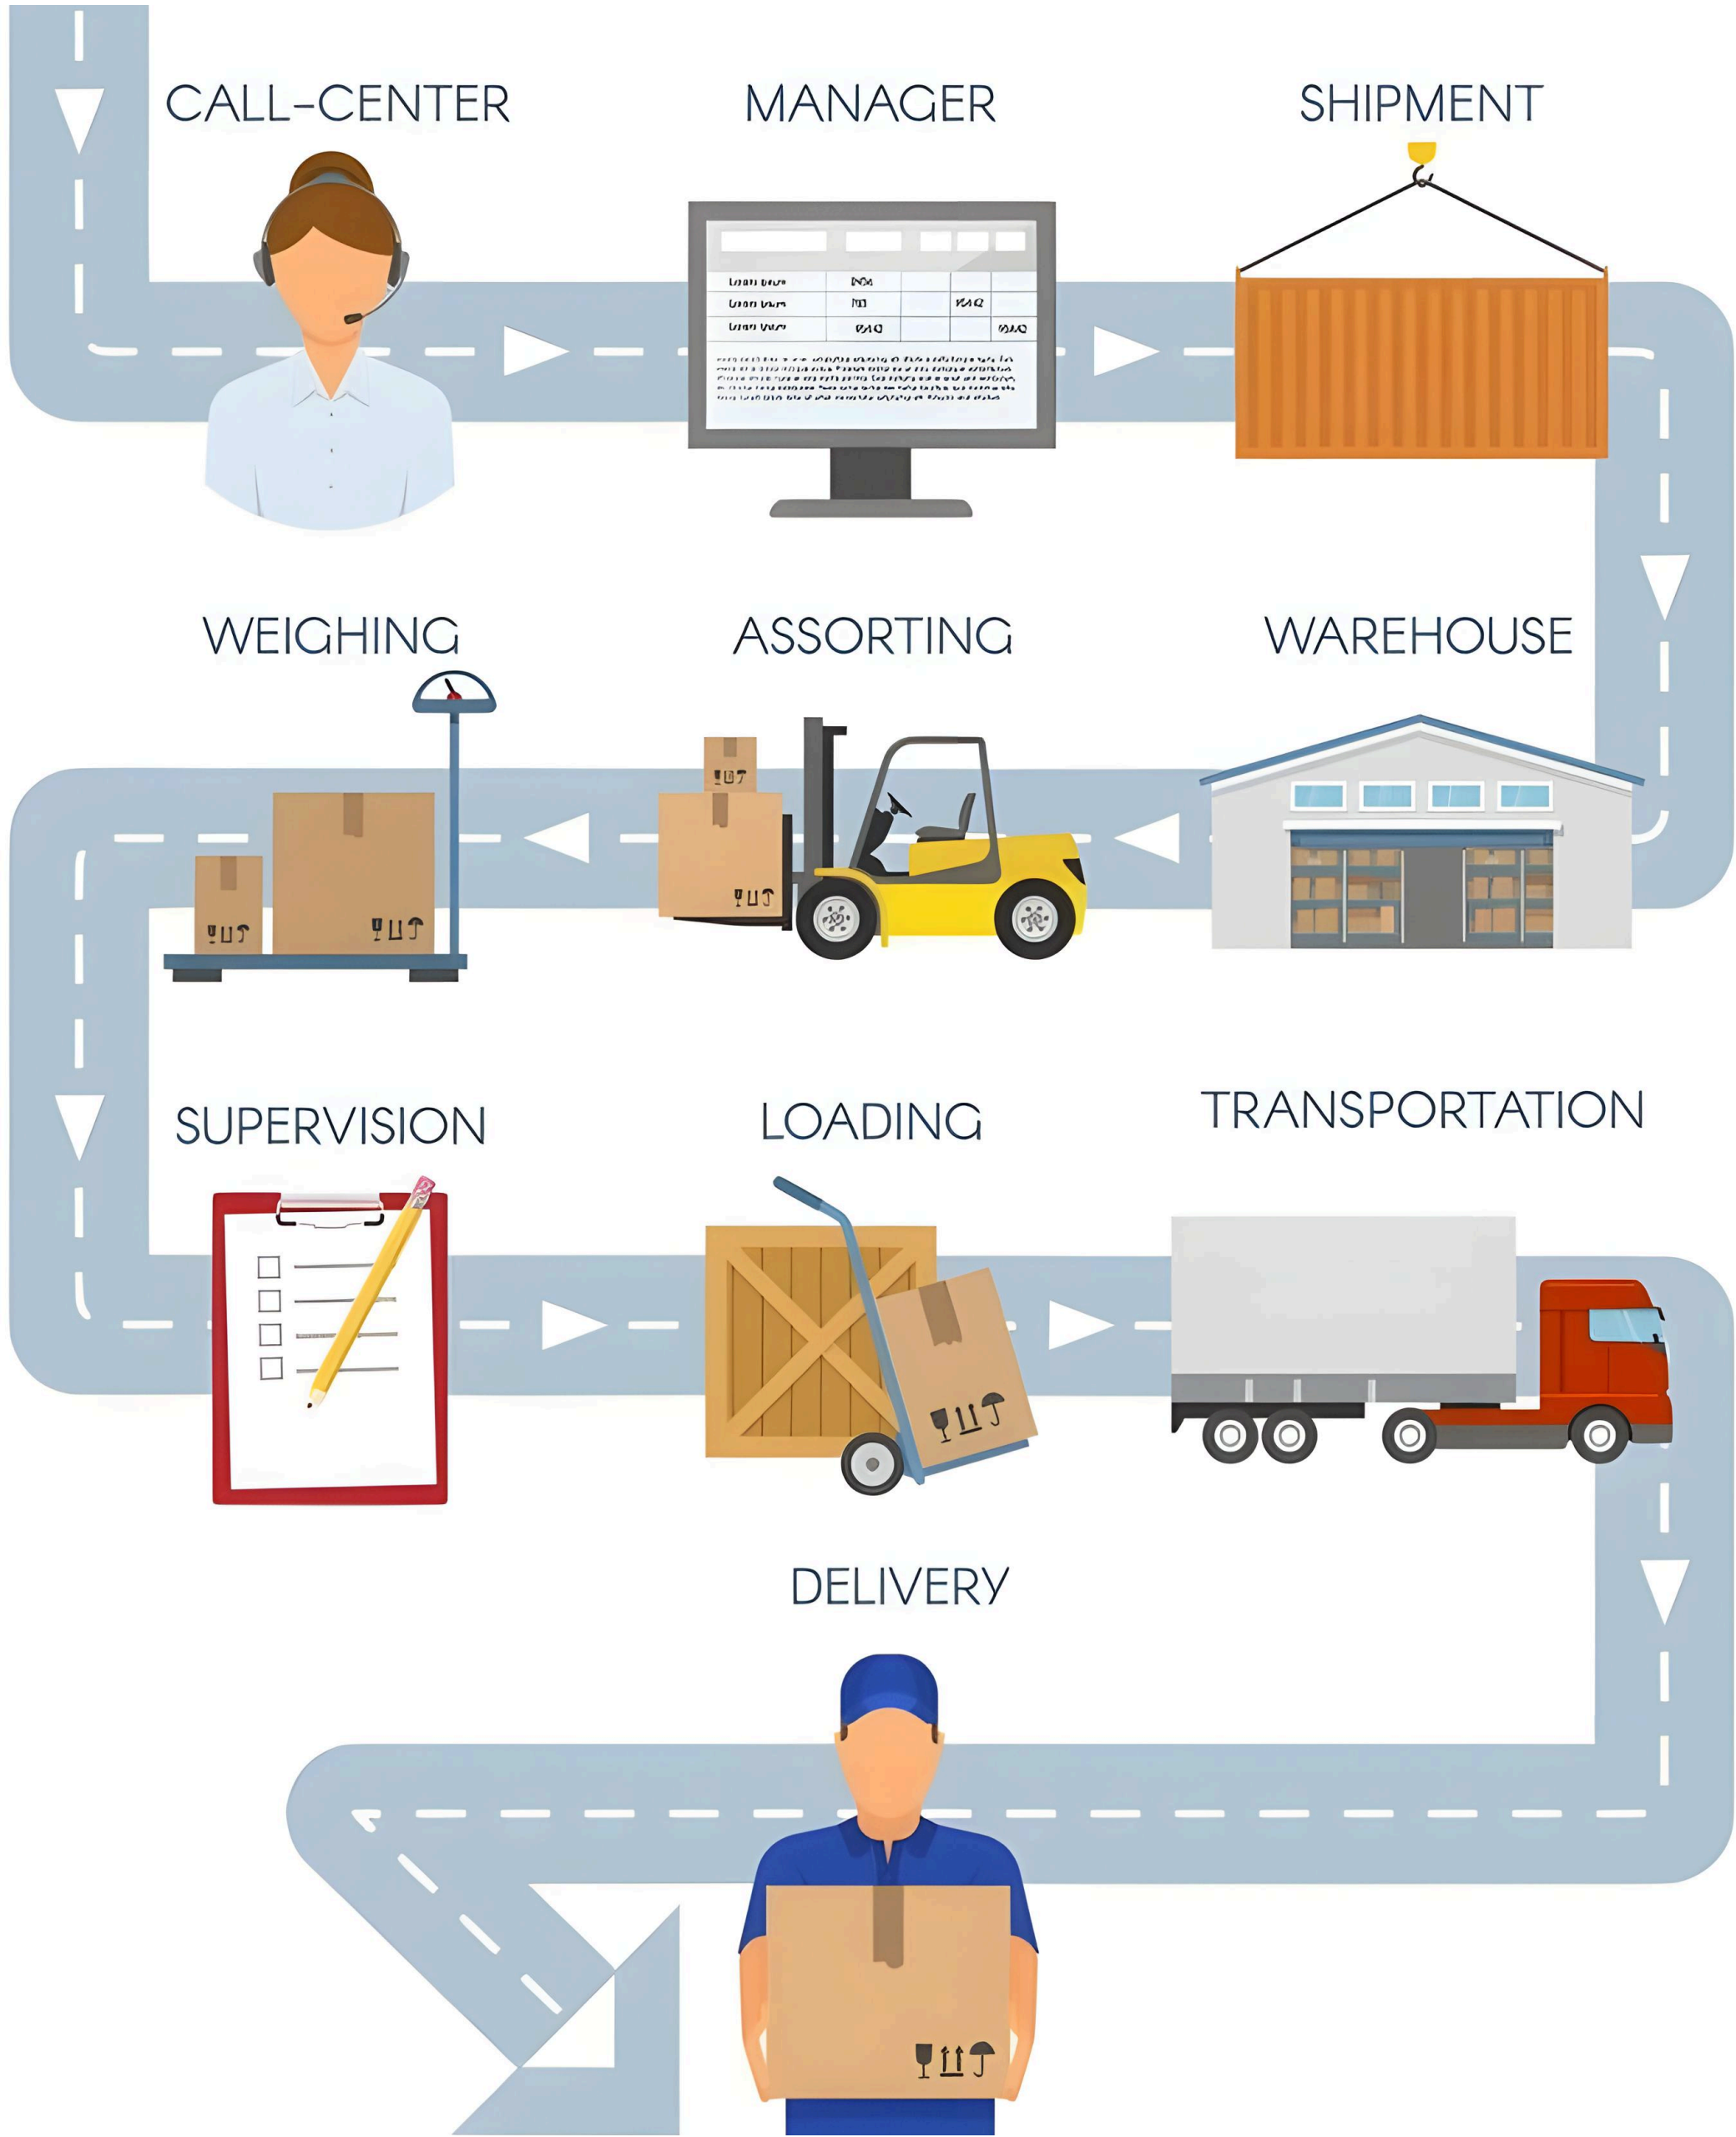 CALL-CENTER
MANAGER
SHIPMENT
WEIGHING
ASSORTING
WAREHOUSE
SUPERVISION
LOADING
TRANSPORTATION
DELIVERY